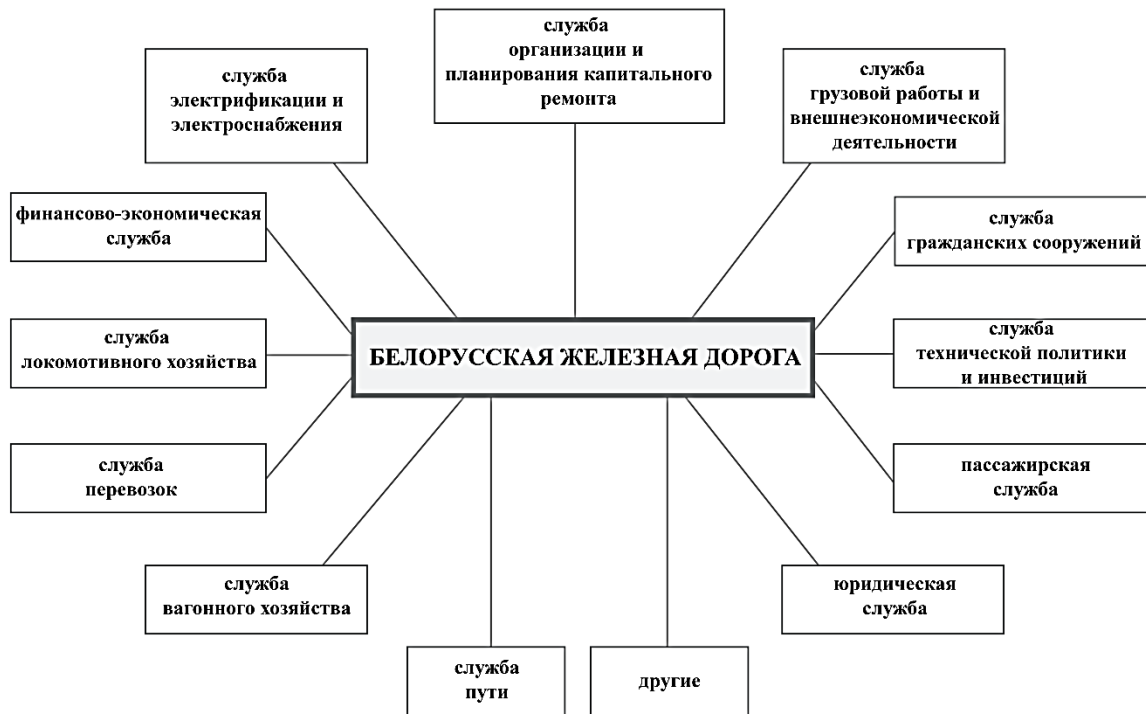 служба
организации и
планирования капитального
ремонта
служба
электрификации и
электроснабжения
служба
грузовой работы и
внешнеэкономической
деятельности
финансово-экономическая
служба
служба
гражданских сооружений
служба
локомотивного хозяйства
БЕЛОРУССКАЯ ЖЕЛЕЗНАЯ ДОРОГА
служба
технической политики
и инвестиций
служба
перевозок
пассажирская
служба
служба
вагонного хозяйства
юридическая
служба
служба
пути
другие